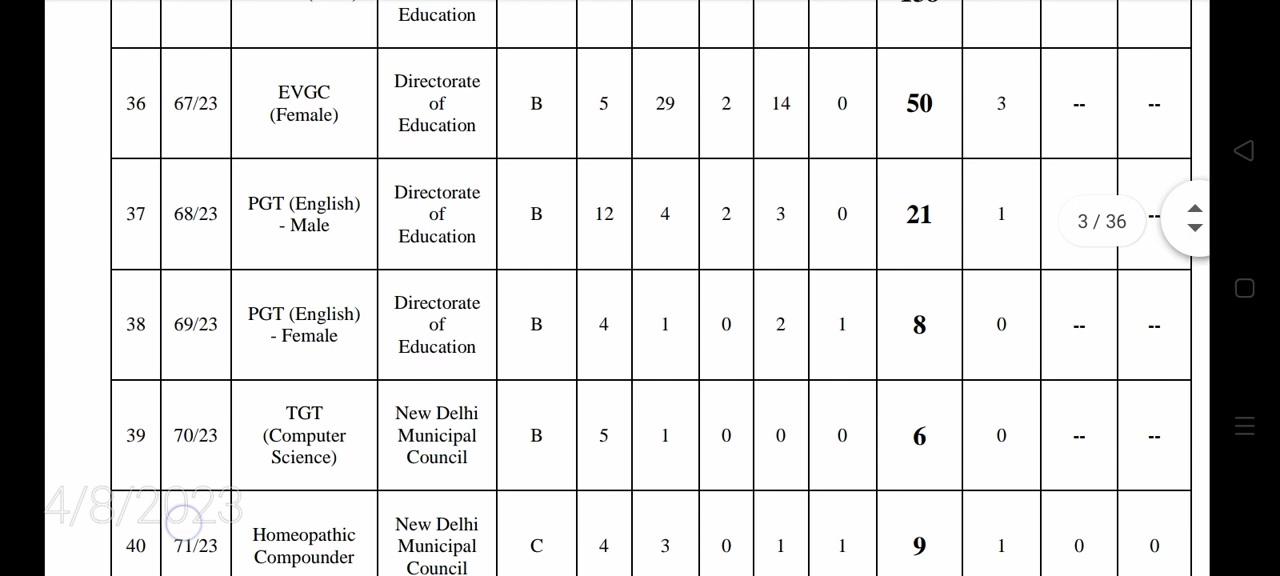 Education
36 67/23 EVGC (Female) Directorate of Education B 5 29 2 14 0 50 3 -- --
37 68/23 PGT (English) - Male Directorate of Education B 12 4 2 3 0 21 1 --
3 / 36
38 69/23 PGT (English) - Female Directorate of Education B 4 1 0 2 1 8 0 -- --
39 70/23 TGT (Computer Science) New Delhi Municipal Council B 5 1 0 0 0 6 0 -- --
4/8/2023
40 71/23 Homeopathic Compounder New Delhi Municipal Council C 4 3 0 1 1 9 1 0 0